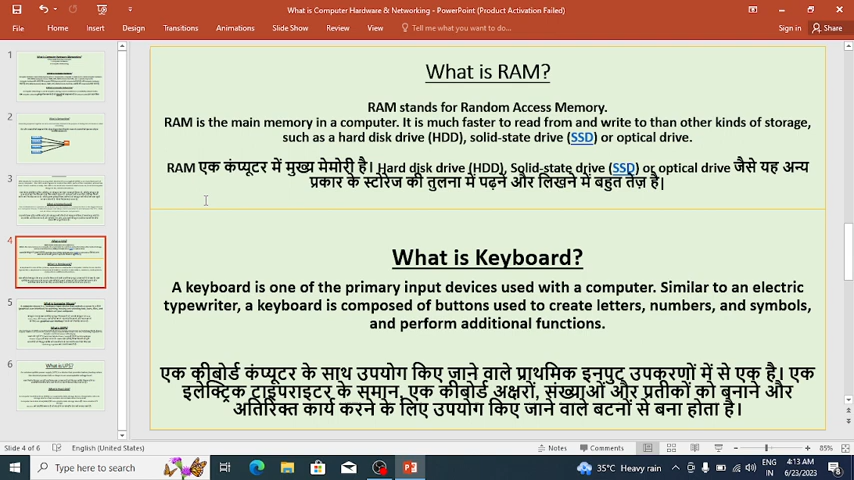 What is Computer Hardware & Networking - PowerPoint (Product Activation Failed)
Sign in Share
File Home Insert Design Transitions Animations Slide Show Review View Tell me what you want to do...
1
2
3
4
5
6
What is RAM?
RAM stands for Random Access Memory.
RAM is the main memory in a computer. It is much faster to read from and write to than other kinds of storage,
such as a hard disk drive (HDD), solid-state drive (SSD) or optical drive.
RAM एक कंप्यूटर में मुख्य मेमोरी है। Hard disk drive (HDD), Solid-state drive (SSD) or optical drive जैसे यह अन्य
प्रकार के स्टोरेज की तुलना में पढ़ने और लिखने में बहुत तेज़ है।
What is Keyboard?
A keyboard is one of the primary input devices used with a computer. Similar to an electric
typewriter, a keyboard is composed of buttons used to create letters, numbers, and symbols,
and perform additional functions.
एक कीबोर्ड कंप्यूटर के साथ उपयोग किए जाने वाले प्राथमिक इनपुट उपकरणों में से एक है। एक
इलेक्ट्रिक टाइपराइटर के समान, एक कीबोर्ड अक्षरों, संख्याओं और प्रतीकों को बनाने और
अतिरिक्त कार्य करने के लिए उपयोग किए जाने वाले बटनों से बना होता है।
Slide 4 of 6 English (United States) Notes Comments 85%
Type here to search 35°C Heavy rain ENG 4:13 AM
IN 6/23/2023